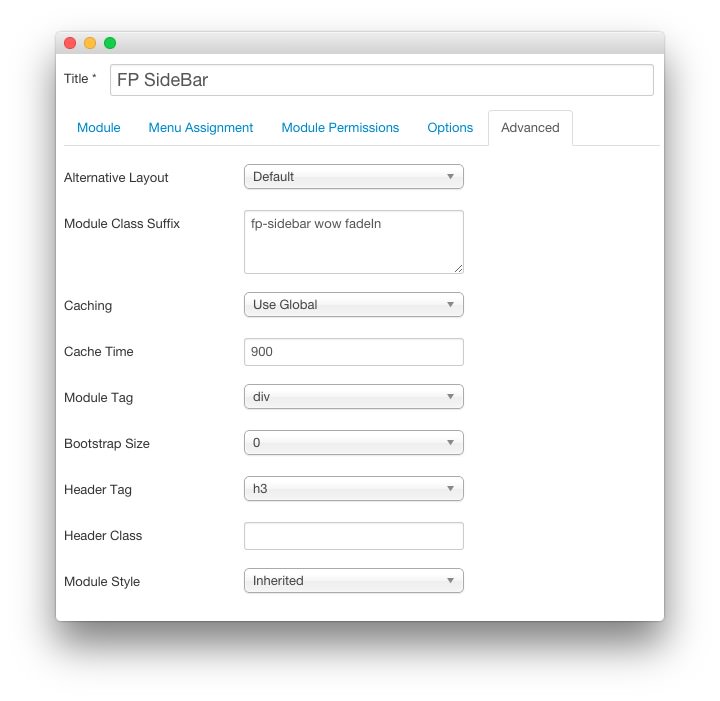 Title *
FP SideBar
Module Menu Assignment Module Permissions Options Advanced
Alternative Layout Default
Module Class Suffix fp-sidebar wow fadeIn
Caching Use Global
Cache Time 900
Module Tag div
Bootstrap Size 0
Header Tag h3
Header Class
Module Style Inherited